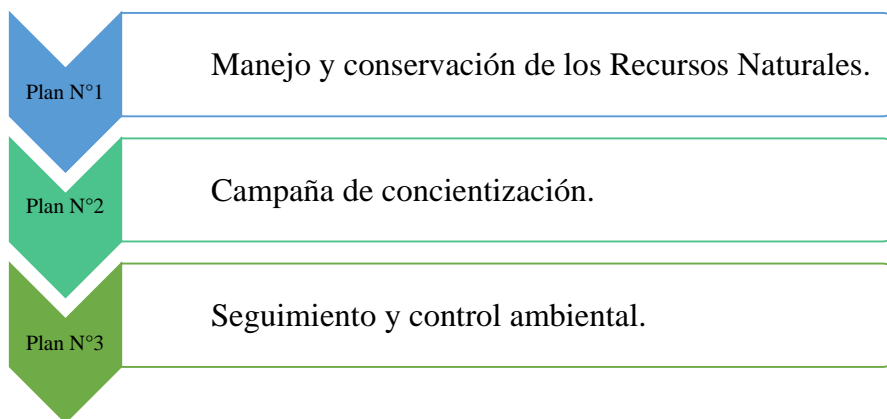 Plan N°1
Manejo y conservación de los Recursos Naturales.
Plan N°2
Campaña de concientización.
Plan N°3
Seguimiento y control ambiental.